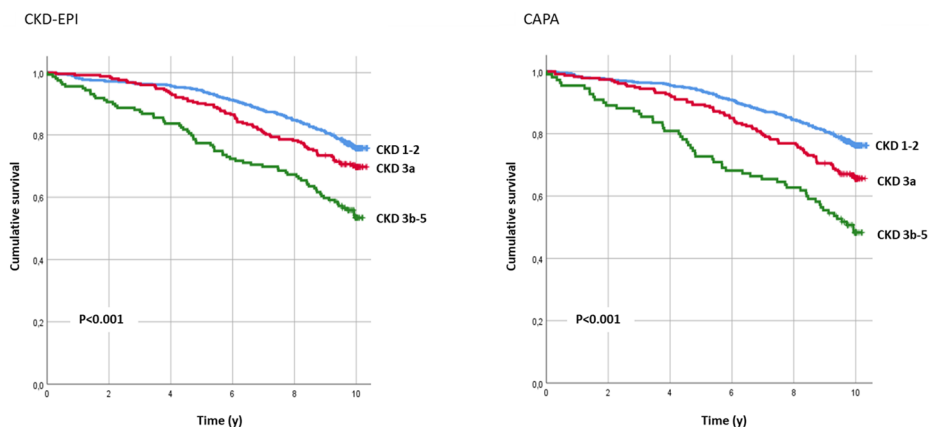 CKD-EPI
Cumulative survival
1,0
0,8
0,6
0,4
0,2
0,0
CKD 1-2
CKD 3a
CKD 3b-5
P<0.001
0 2 4 6 8 10
Time (y)
CAPA
Cumulative survival
1,0
0,8
0,6
0,4
0,2
0,0
CKD 1-2
CKD 3a
CKD 3b-5
P<0.001
0 2 4 6 8 10
Time (y)